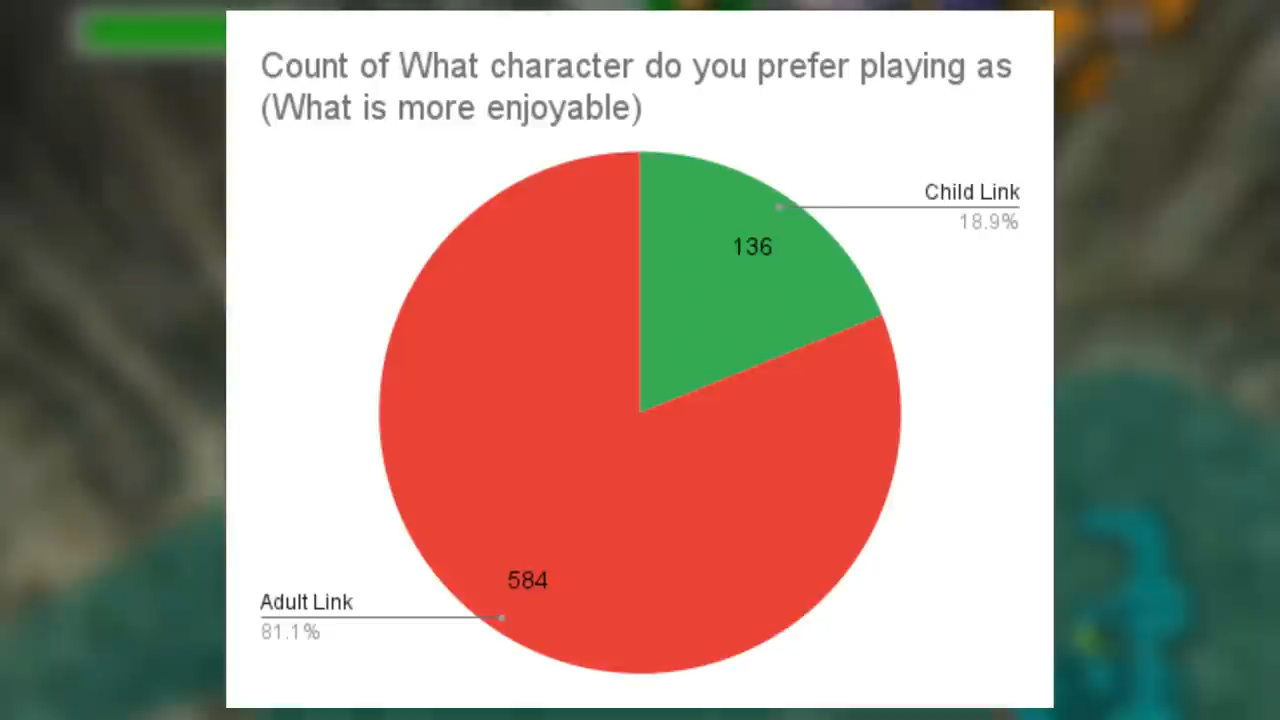 Count of What character do you prefer playing as
(What is more enjoyable)
Child Link
18.9%
136
584
Adult Link
81.1%